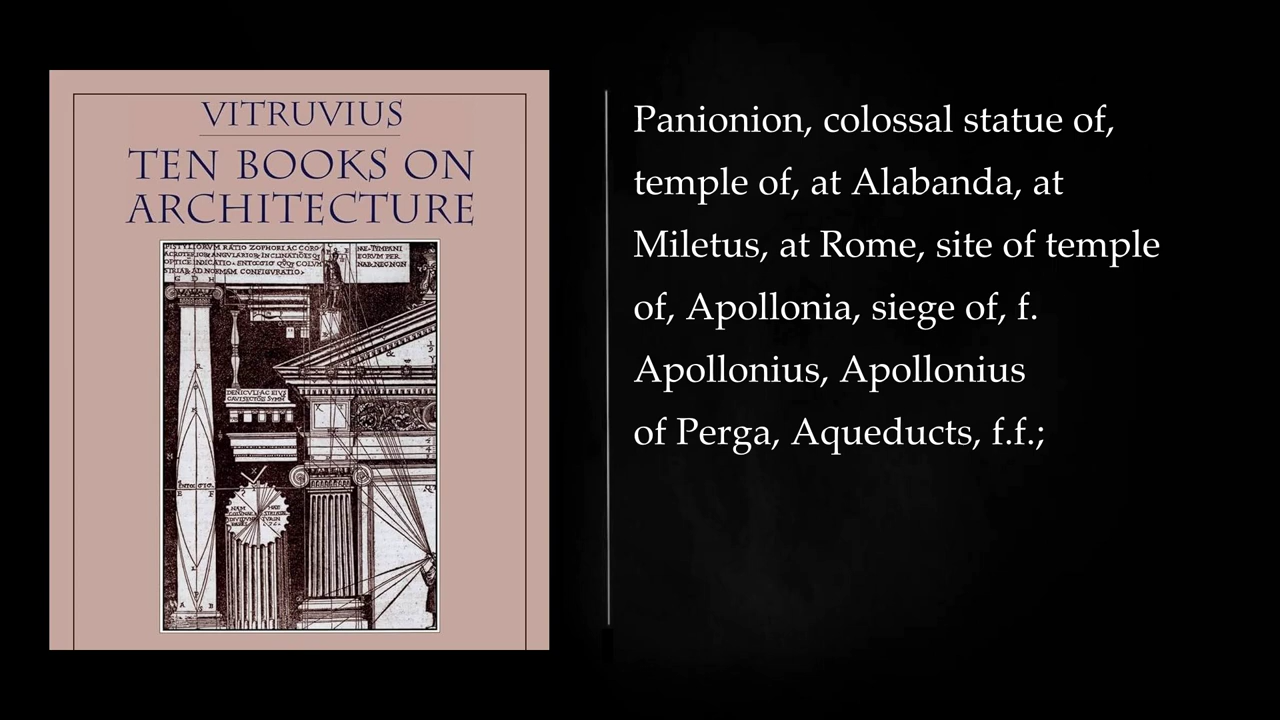 VITRUVIUS
TEN BOOKS ON
ARCHITECTURE
Panionion, colossal statue of,
temple of, at Alabanda, at
Miletus, at Rome, site of temple
of, Apollonia, siege of, f.
Apollonius, Apollonius
of Perga, Aqueducts, f.f.;